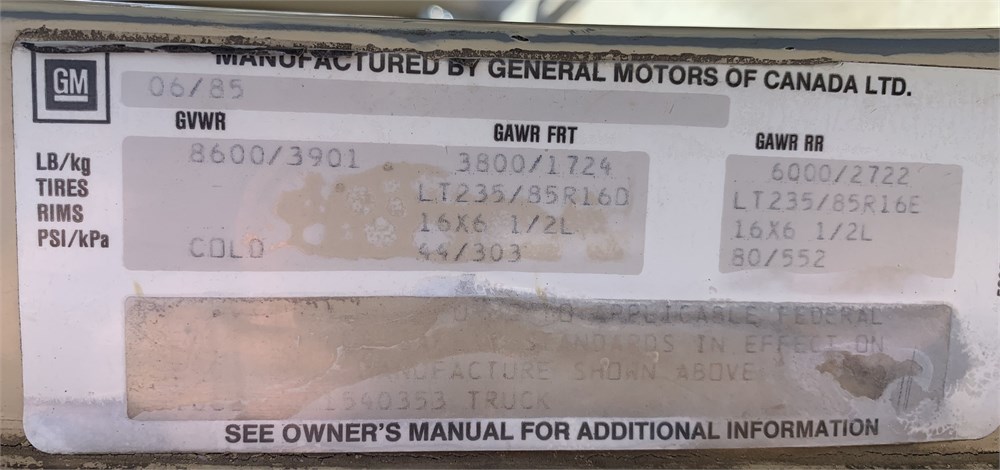 MANUFACTURED BY GENERAL MOTORS OF CANADA LTD.
GM
06/85
GVWR GAWR FRT GAWR RR
LB/kg 8600/3901 3800/1724 6000/2722
TIRES LT235/85R16D LT235/85R16E
RIMS 16X6 1/2L 16X6 1/2L
PSI/kPa COLD 44/303 80/552
TO APPLICABLE FEDERAL
STANDARDS IN EFFECT ON
MANUFACTURE SHOWN ABOVE
1540353 TRUCK
SEE OWNER'S MANUAL FOR ADDITIONAL INFORMATION